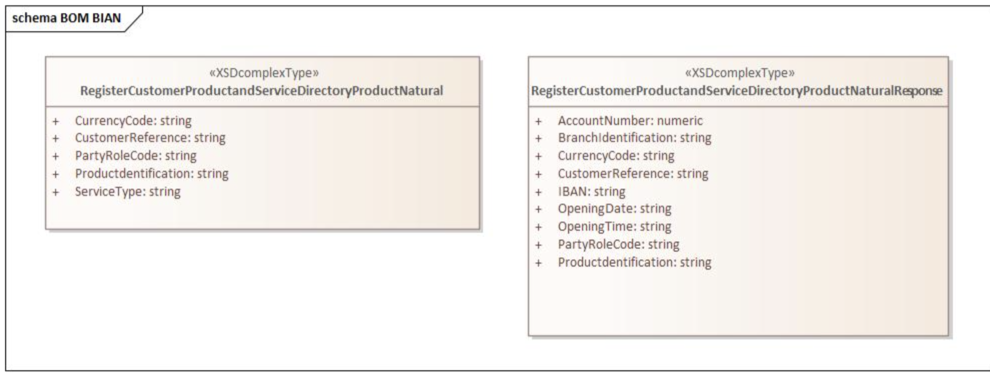 schema BOM BIAN
«XSDcomplexType»
RegisterCustomerProductandServiceDirectoryProductNatural
+ CurrencyCode: string
+ CustomerReference: string
+ PartyRoleCode: string
+ Productdentification: string
+ ServiceType: string
«XSDcomplexType»
RegisterCustomerProductandServiceDirectoryProductNaturalResponse
+ AccountNumber: numeric
+ BranchIdentification: string
+ CurrencyCode: string
+ CustomerReference: string
+ IBAN: string
+ OpeningDate: string
+ OpeningTime: string
+ PartyRoleCode: string
+ Productdentification: string